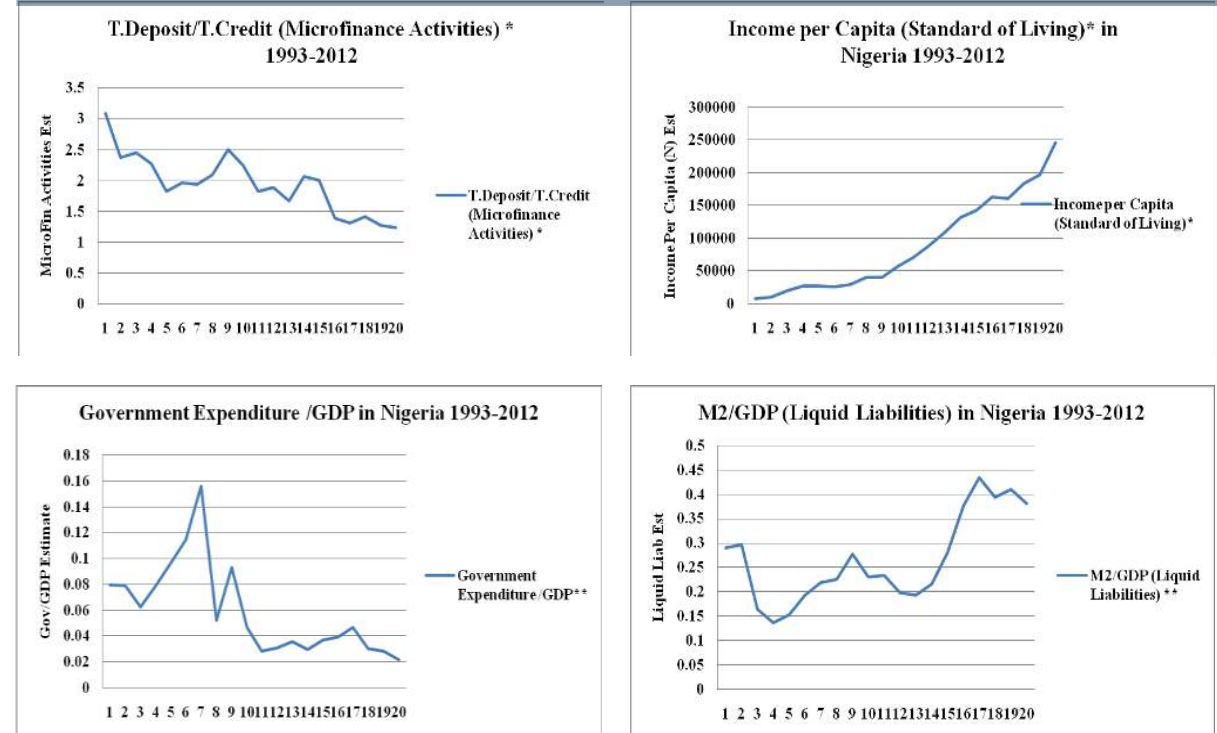 T.Deposit/T.Credit (Microfinance Activities) *
1993-2012
MicroFin Activities Est
3.5
3
2.5
2
1.5
1
0.5
0
1 2 3 4 5 6 7 8 9 1011121314151617181920
T.Deposit/T.Credit
(Microfinance
Activities) *
Income per Capita (Standard of Living)* in
Nigeria 1993-2012
Income Per Capita (N) Est
300000
250000
200000
150000
100000
50000
0
1 2 3 4 5 6 7 8 9 1011121314151617181920
Income per Capita
(Standard of Living)*
Government Expenditure /GDP in Nigeria 1993-2012
Gov/GDP Estimate
0.18
0.16
0.14
0.12
0.1
0.08
0.06
0.04
0.02
0
1 2 3 4 5 6 7 8 9 1011121314151617181920
Government
Expenditure /GDP**
M2/GDP (Liquid Liabilities) in Nigeria 1993-2012
Liquid Liab Est
0.5
0.45
0.4
0.35
0.3
0.25
0.2
0.15
0.1
0.05
0
1 2 3 4 5 6 7 8 9 1011121314151617181920
M2/GDP (Liquid
Liabilities) **